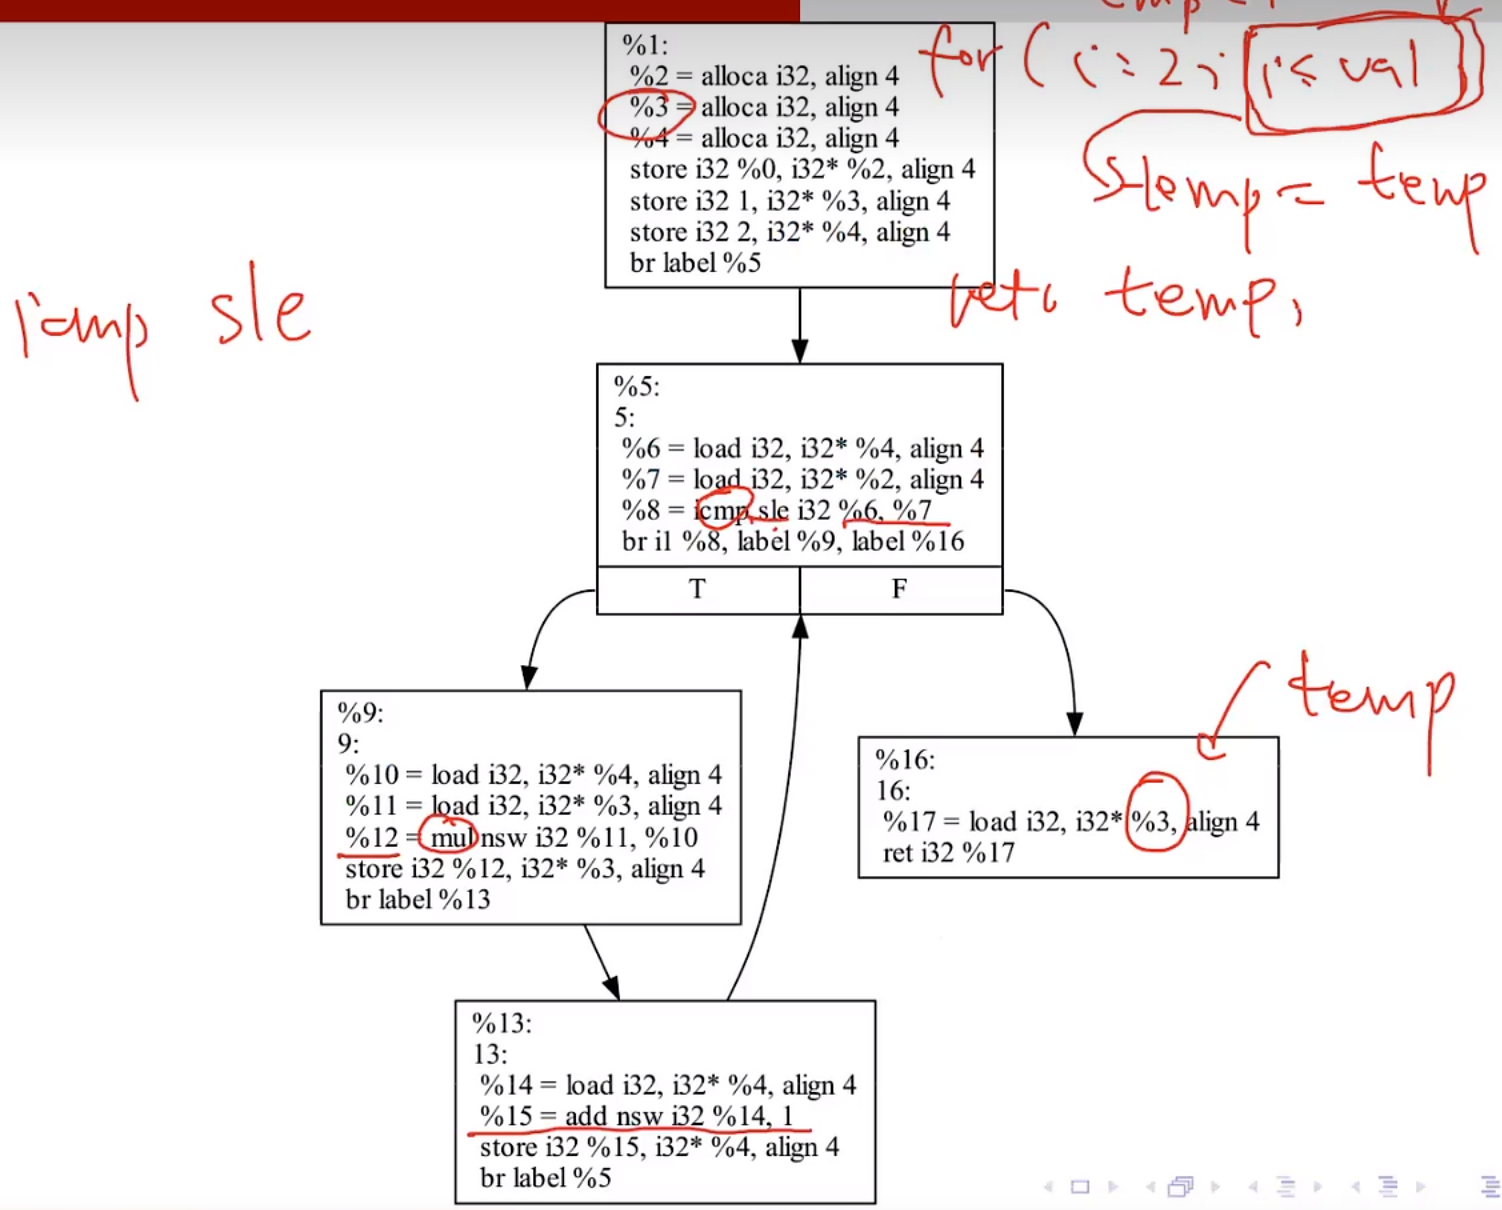 %1:
%2 = alloca i32, align 4
%3 = alloca i32, align 4
%4 = alloca i32, align 4
store i32 %0, i32* %2, align 4
store i32 1, i32* %3, align 4
store i32 2, i32* %4, align 4
br label %5
for ( i = 2; i ≤ val )
temp = temp
ret temp,
icmp sle
%5:
5:
%6 = load i32, i32* %4, align 4
%7 = load i32, i32* %2, align 4
%8 = icmp sle i32 %6, %7
br i1 %8, label %9, label %16
T F
%9:
9:
%10 = load i32, i32* %4, align 4
%11 = load i32, i32* %3, align 4
%12 = mul nsw i32 %11, %10
store i32 %12, i32* %3, align 4
br label %13
temp
%16:
16:
%17 = load i32, i32* %3, align 4
ret i32 %17
%13:
13:
%14 = load i32, i32* %4, align 4
%15 = add nsw i32 %14, 1
store i32 %15, i32* %4, align 4
br label %5